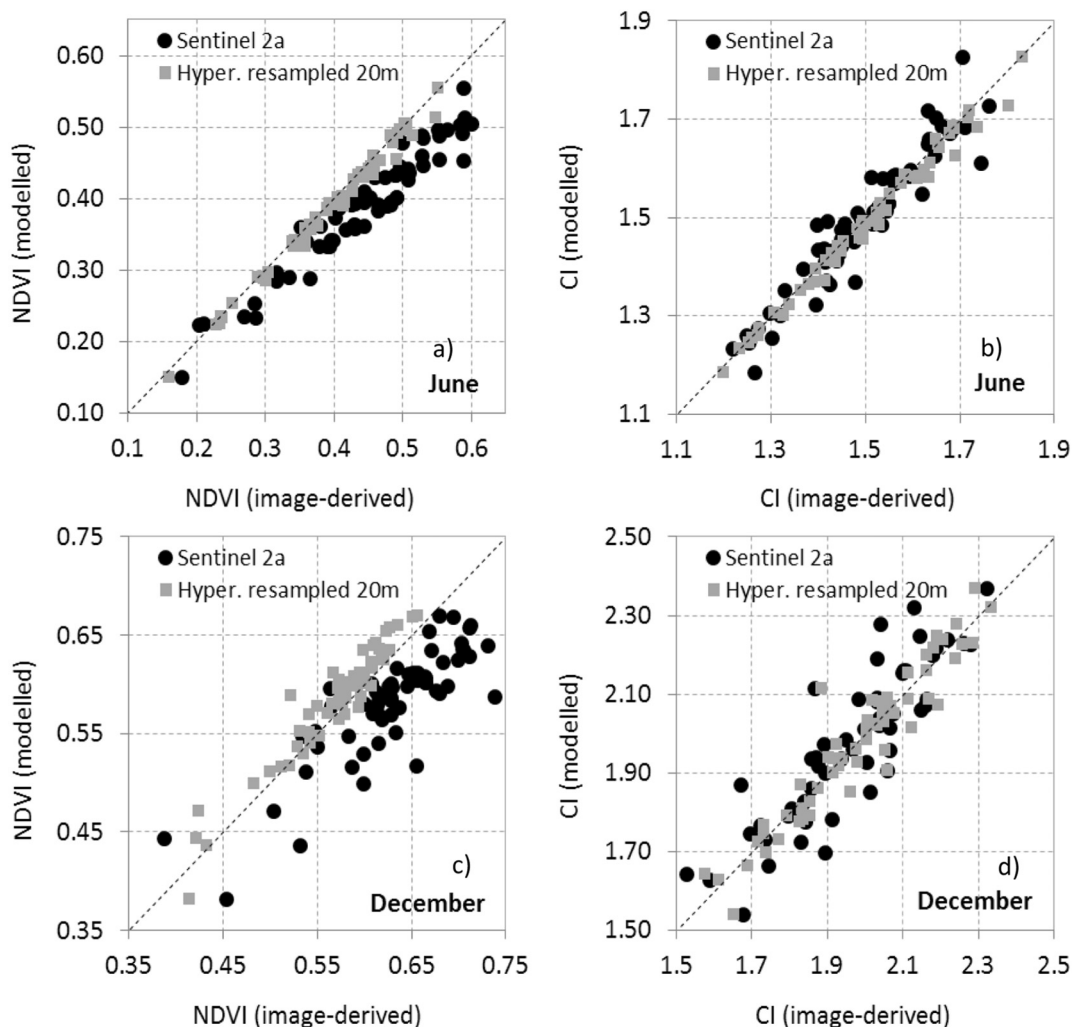 NDVI (modelled)
0.60
0.50
0.40
0.30
0.20
0.10
Sentinel 2a
Hyper. resampled 20m
a)
June
0.1 0.2 0.3 0.4 0.5 0.6
NDVI (image-derived)
CI (modelled)
1.9
1.7
1.5
1.3
1.1
Sentinel 2a
Hyper. resampled 20m
b)
June
1.1 1.3 1.5 1.7 1.9
CI (image-derived)
NDVI (modelled)
0.75
0.65
0.55
0.45
0.35
Sentinel 2a
Hyper. resampled 20m
c)
December
0.35 0.45 0.55 0.65 0.75
NDVI (image-derived)
CI (modelled)
2.50
2.30
2.10
1.90
1.70
1.50
Sentinel 2a
Hyper. resampled 20m
d)
December
1.5 1.7 1.9 2.1 2.3 2.5
CI (image-derived)